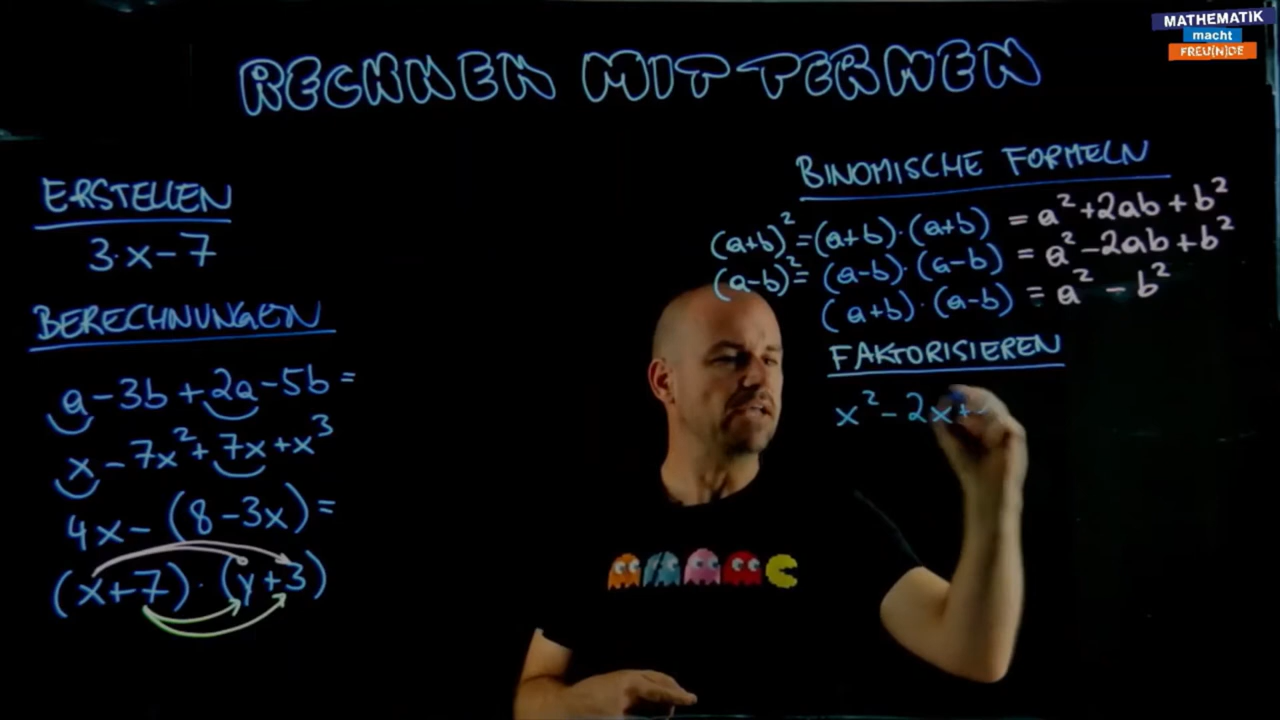 MATHEMATIK
macht
FREU(N)DE
RECHNEN MIT TERMEN
ERSTELLEN
3·x-7
BERECHNUNGEN
a-3b+2a-5b=
x-7x²+7x+x³
4x-(8-3x)=
(x+7)·(y+3)
BINOMISCHE FORMELN
(a+b)²=(a+b)·(a+b) =a²+2ab+b²
(a-b)²=(a-b)·(a-b) =a²-2ab+b²
(a+b)·(a-b) =a²-b²
FAKTORISIEREN
x²-2x+